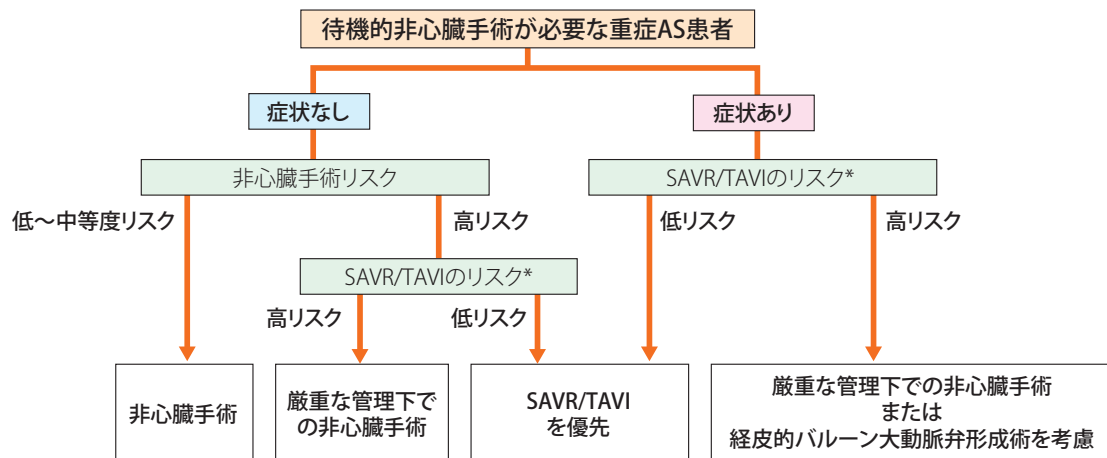 待機的非心臓手術が必要な重症AS患者
症状なし
症状あり
非心臓手術リスク
SAVR/TAVIのリスク*
低〜中等度リスク
高リスク
低リスク
高リスク
SAVR/TAVIのリスク*
高リスク
低リスク
非心臓手術
厳重な管理下で
の非心臓手術
SAVR/TAVI
を優先
厳重な管理下での非心臓手術
または
経皮的バルーン大動脈弁形成術を考慮